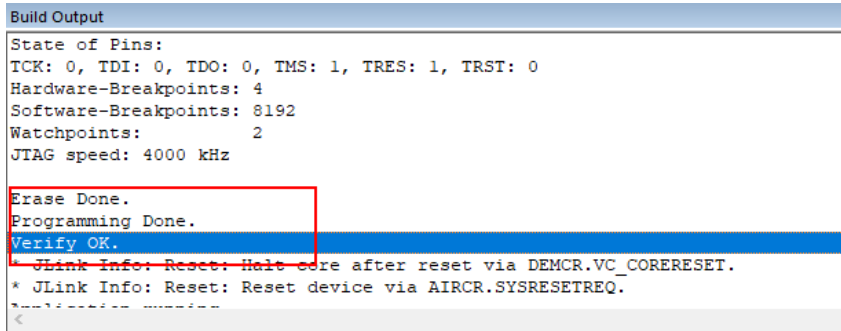 Build Output
State of Pins:
TCK: 0, TDI: 0, TDO: 0, TMS: 1, TRES: 1, TRST: 0
Hardware-Breakpoints: 4
Software-Breakpoints: 8192
Watchpoints: 2
JTAG speed: 4000 kHz
Erase Done.
Programming Done.
Verify OK.
* JLink Info: Reset: Halt core after reset via DEMCR.VC_CORERESET.
* JLink Info: Reset: Reset device via AIRCR.SYSRESETREQ.
Application running